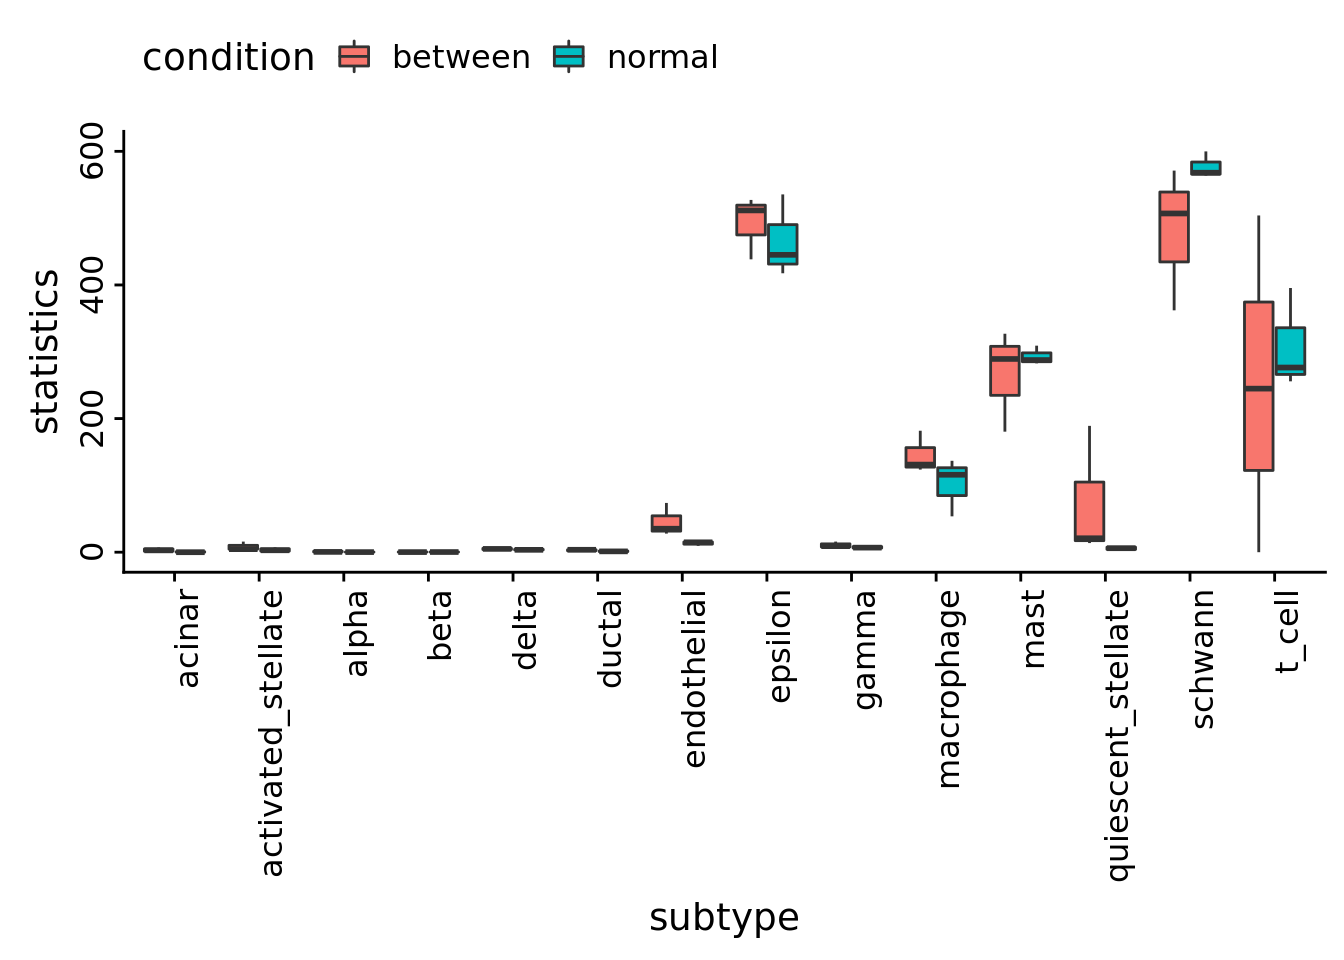 condition between normal
statistics
600
400
200
0
acinar
activated_stellate
alpha
beta
delta
ductal
endothelial
epsilon
gamma
macrophage
mast
quiescent_stellate
schwann
t_cell
subtype